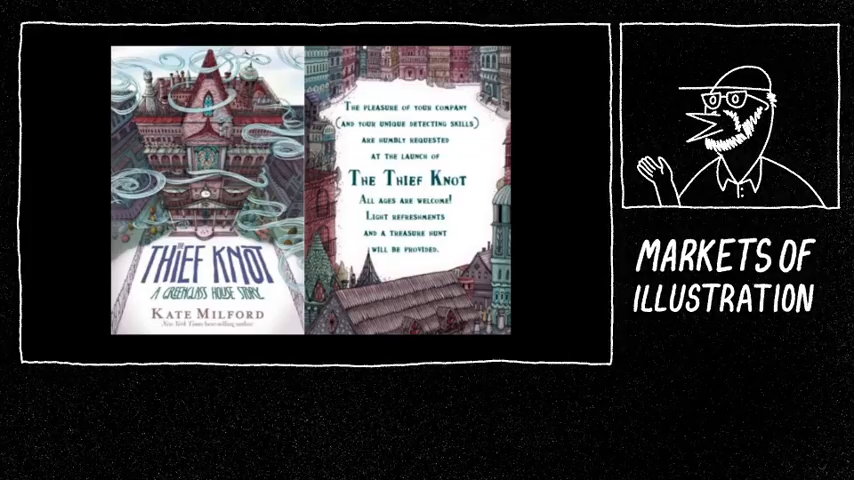 THE PLEASURE OF YOUR COMPANY
(AND YOUR UNIQUE DETECTING SKILLS)
ARE HUMBLY REQUESTED
AT THE LAUNCH OF
THE THIEF KNOT
ALL AGES ARE WELCOME!
LIGHT REFRESHMENTS
AND A TREASURE HUNT
WILL BE PROVIDED.
THE
THIEF KNOT
A GREENGLASS HOUSE STORY
KATE MILFORD
New York Times best-selling author
MARKETS OF
ILLUSTRATION